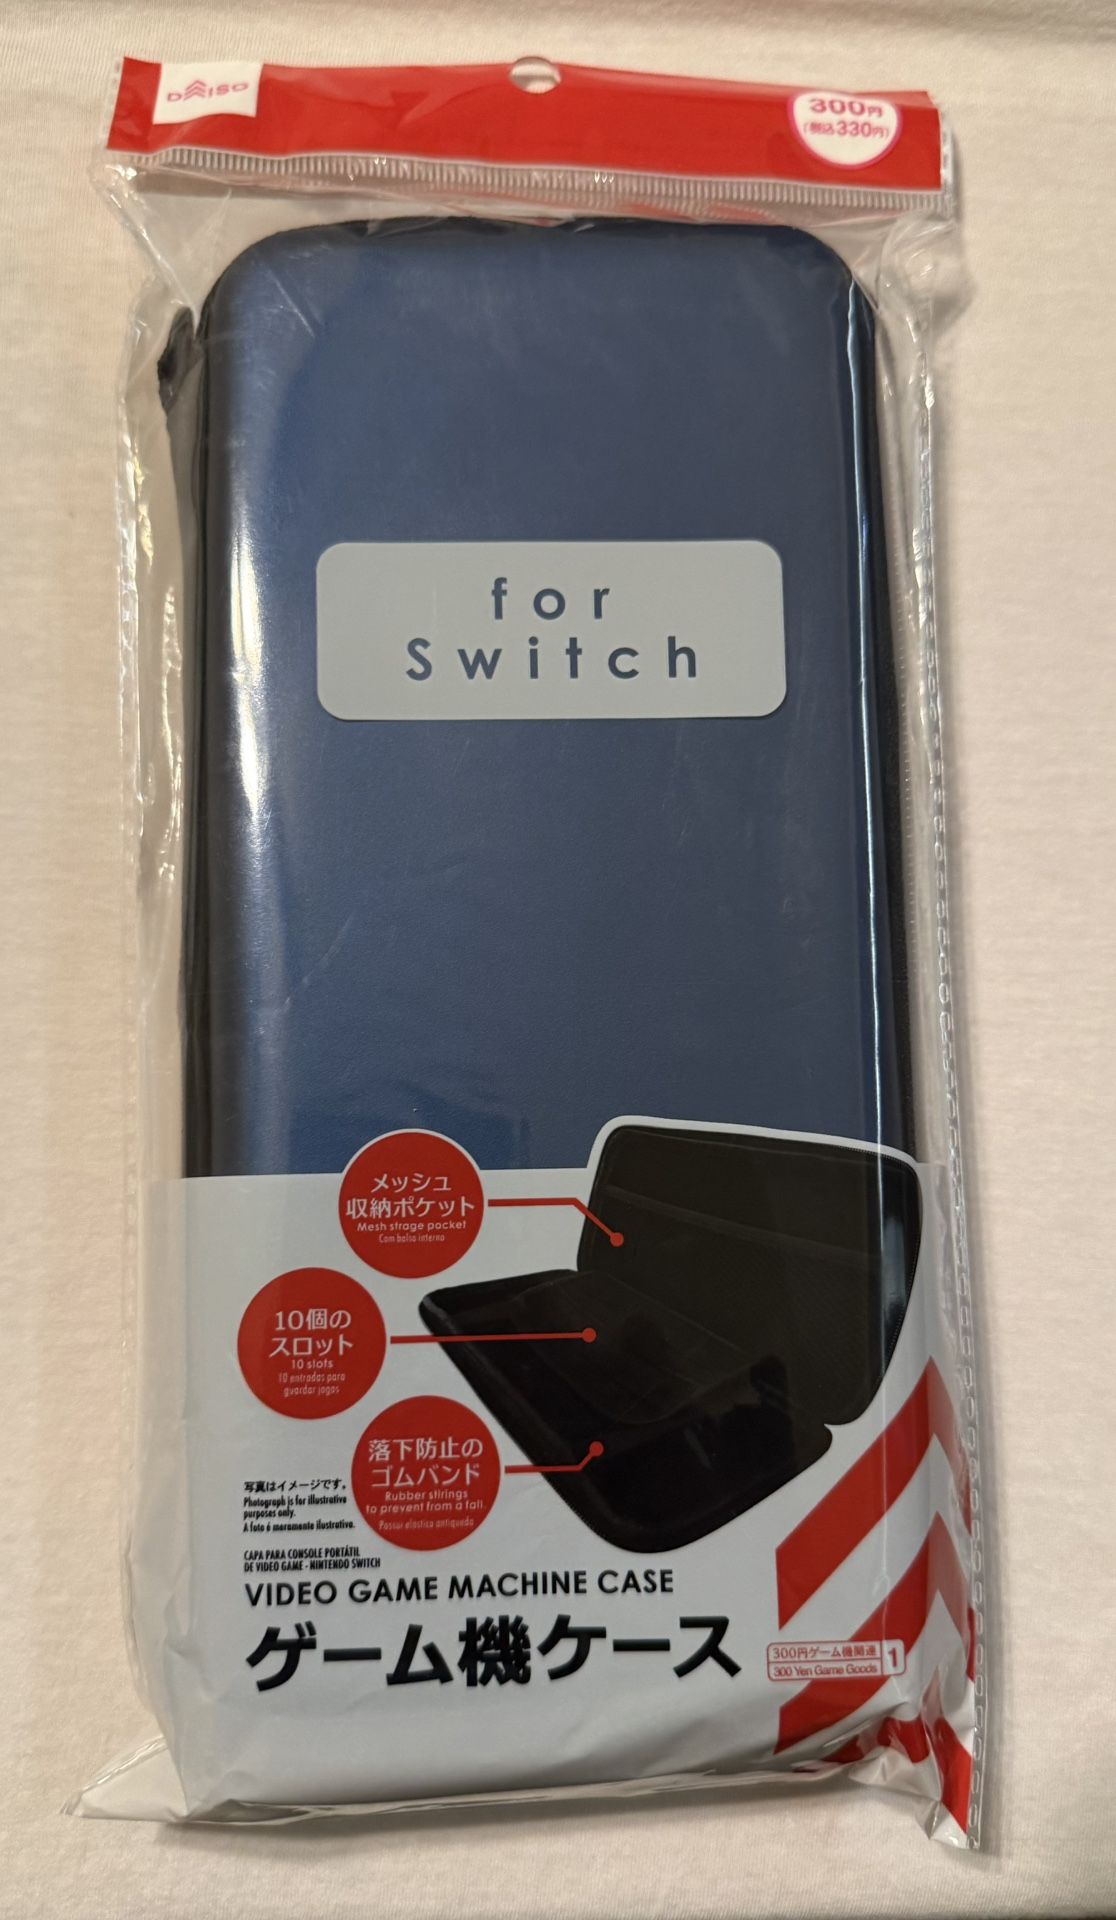 DAISO
300円
(税込330円)
for
Switch
メッシュ
収納ポケット
Mesh strage pocket
Com bolsa interno
10個の
スロット
10 slots
10 entradas para
guardar jogos
落下防止の
ゴムバンド
Rubber stirings
to prevent from a fall.
Possui elástico antiqueda
写真はイメージです。
Photograph is for illustrative
purposes only.
A foto é meramente ilustrativa.
CAPA PARA CONSOLE PORTÁTIL
DE VIDEO GAME - NINTENDO SWITCH
VIDEO GAME MACHINE CASE
ゲーム機ケース
300円ゲーム機関連
300 Yen Game Goods
1